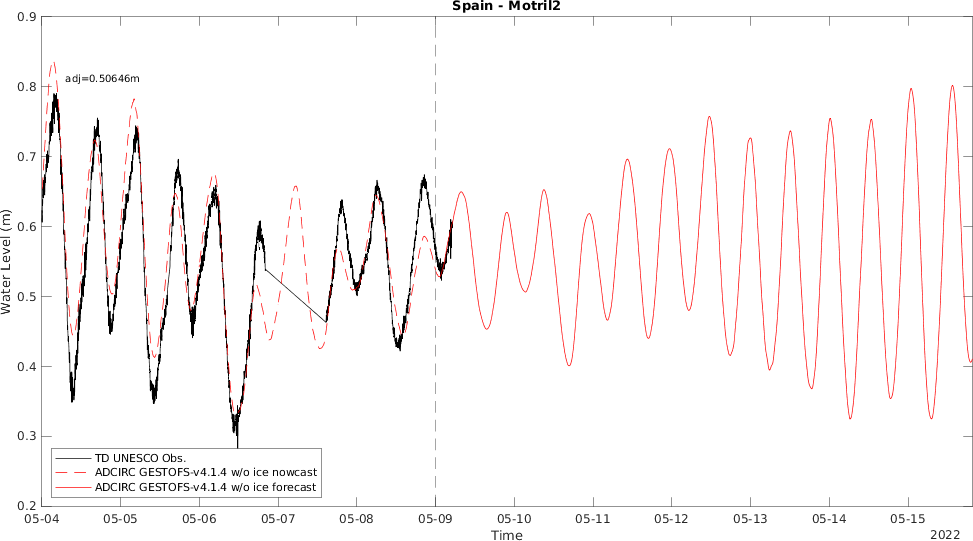 Spain - Motril2
adj=0.50646m
0.9
0.8
0.7
0.6
0.5
0.4
0.3
0.2
Water Level (m)
TD UNESCO Obs.
ADCIRC GESTOFS-v4.1.4 w/o ice nowcast
ADCIRC GESTOFS-v4.1.4 w/o ice forecast
05-04 05-05 05-06 05-07 05-08 05-09 05-10 05-11 05-12 05-13 05-14 05-15
Time
2022